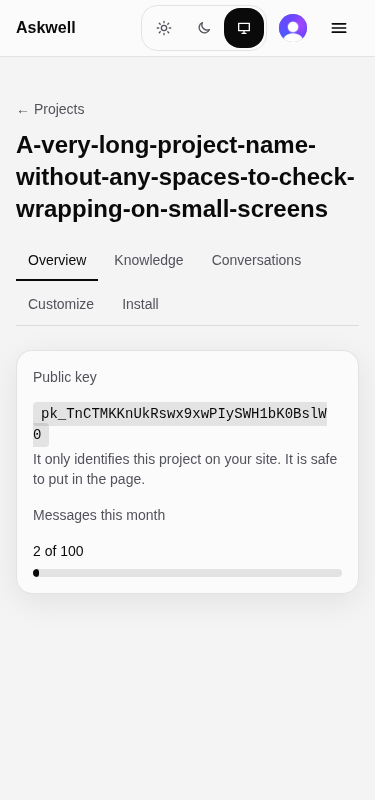 Askwell
← Projects
A-very-long-project-name-
without-any-spaces-to-check-
wrapping-on-small-screens
Overview Knowledge Conversations
Customize Install
Public key
pk_TnCTMKKnUkRswx9xwPIySWH1bK0BslW
0
It only identifies this project on your site. It is safe
to put in the page.
Messages this month
2 of 100